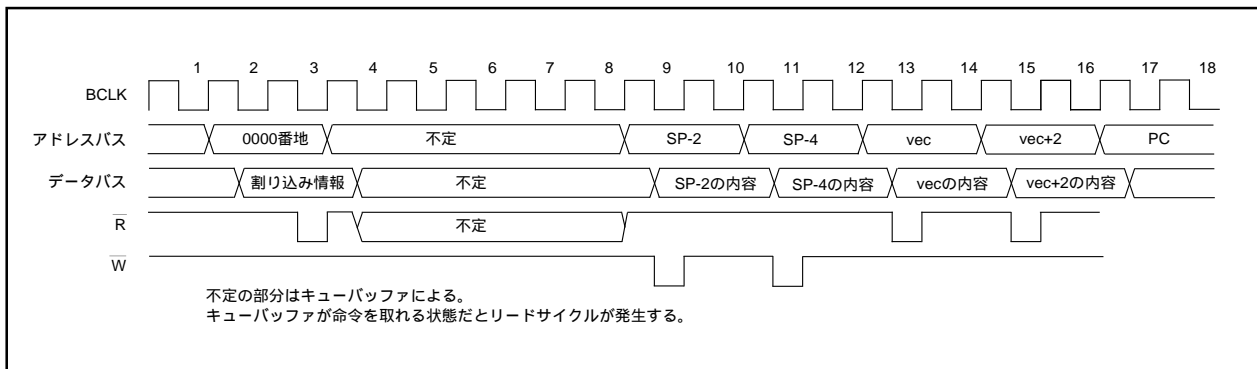 1 2 3 4 5 6 7 8 9 10 11 12 13 14 15 16 17 18
BCLK
アドレスバス 0000番地 不定 SP-2 SP-4 vec vec+2 PC
データバス 割り込み情報 不定 SP-2の内容 SP-4の内容 vecの内容 vec+2の内容
R 不定
W
不定の部分はキューバッファによる。
キューバッファが命令を取れる状態だとリードサイクルが発生する。